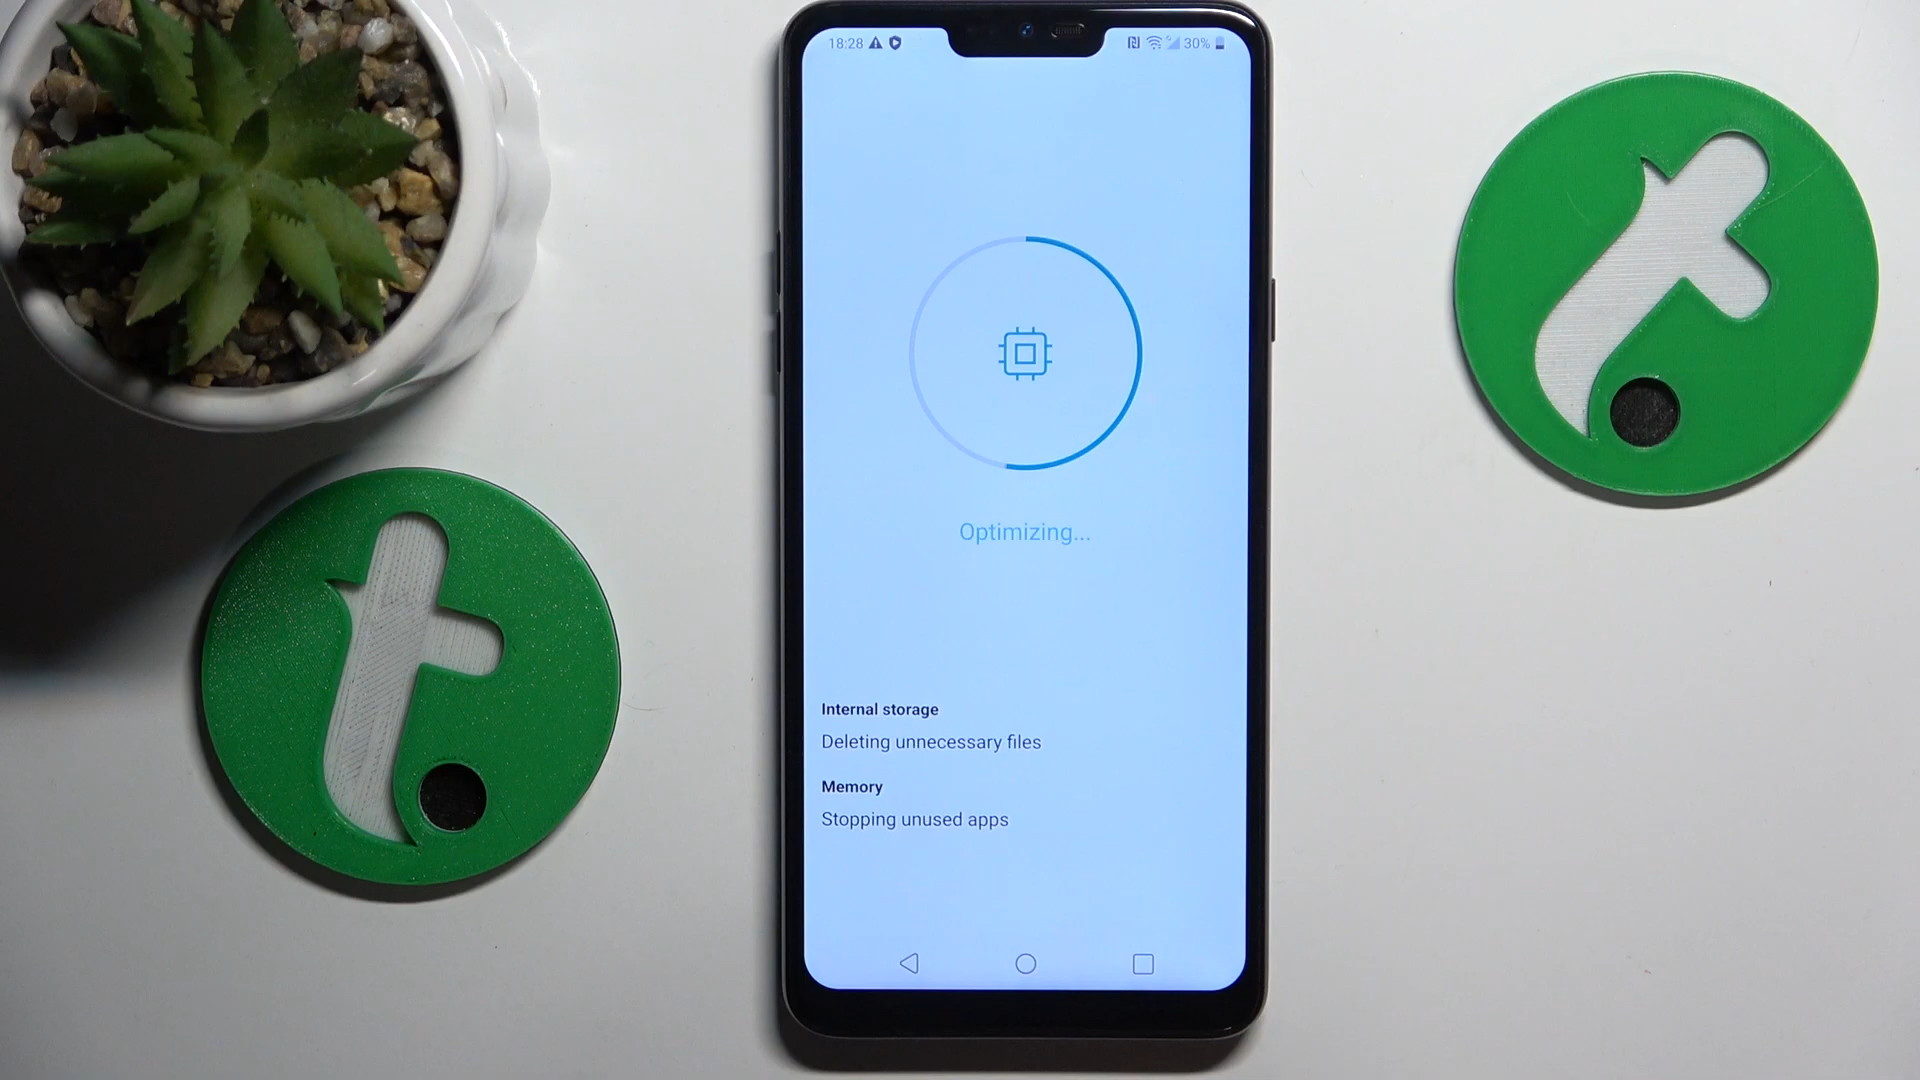 18:28
30%
Optimizing...
Internal storage
Deleting unnecessary files
Memory
Stopping unused apps
t
t